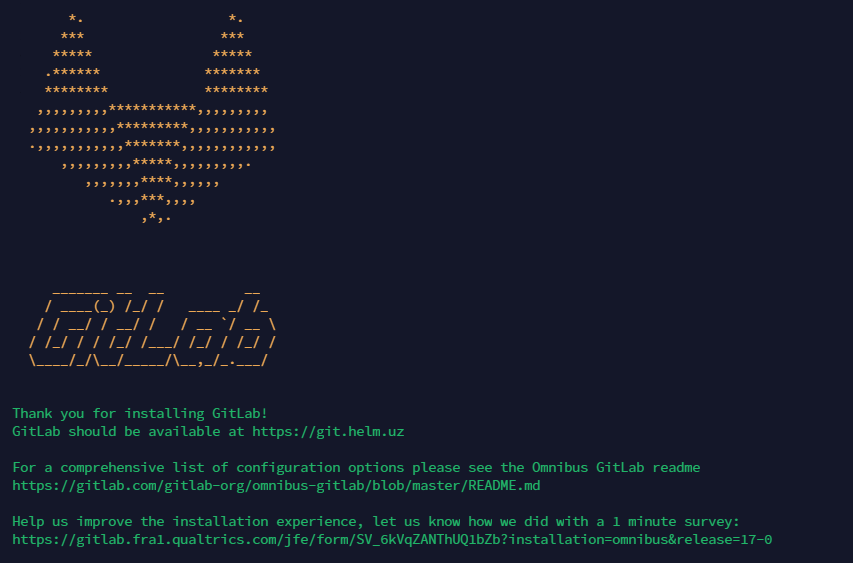 *.                  *.
      ***                 ***
     *****               *****
    .******             *******
    ********            ********
   ,,,,,,,,,***********,,,,,,,,,
  ,,,,,,,,,,,*********,,,,,,,,,,,
  .,,,,,,,,,,,*******,,,,,,,,,,,,
      ,,,,,,,,,*****,,,,,,,,,.
         ,,,,,,,****,,,,,,
            .,,,***,,,,
                ,*,.

     _______ __  __          __
    / ____(_) /_/ /   ____ _/ /_
   / / __/ / __/ /   / __ `/ __ \
  / /_/ / / /_/ /___/ /_/ / /_/ /
  \____/_/\__/_____/\__,_/_.___/

Thank you for installing GitLab!
GitLab should be available at https://git.helm.uz

For a comprehensive list of configuration options please see the Omnibus GitLab readme
https://gitlab.com/gitlab-org/omnibus-gitlab/blob/master/README.md

Help us improve the installation experience, let us know how we did with a 1 minute survey:
https://gitlab.fra1.qualtrics.com/jfe/form/SV_6kVqZANThUQ1bZb?installation=omnibus&release=17-0